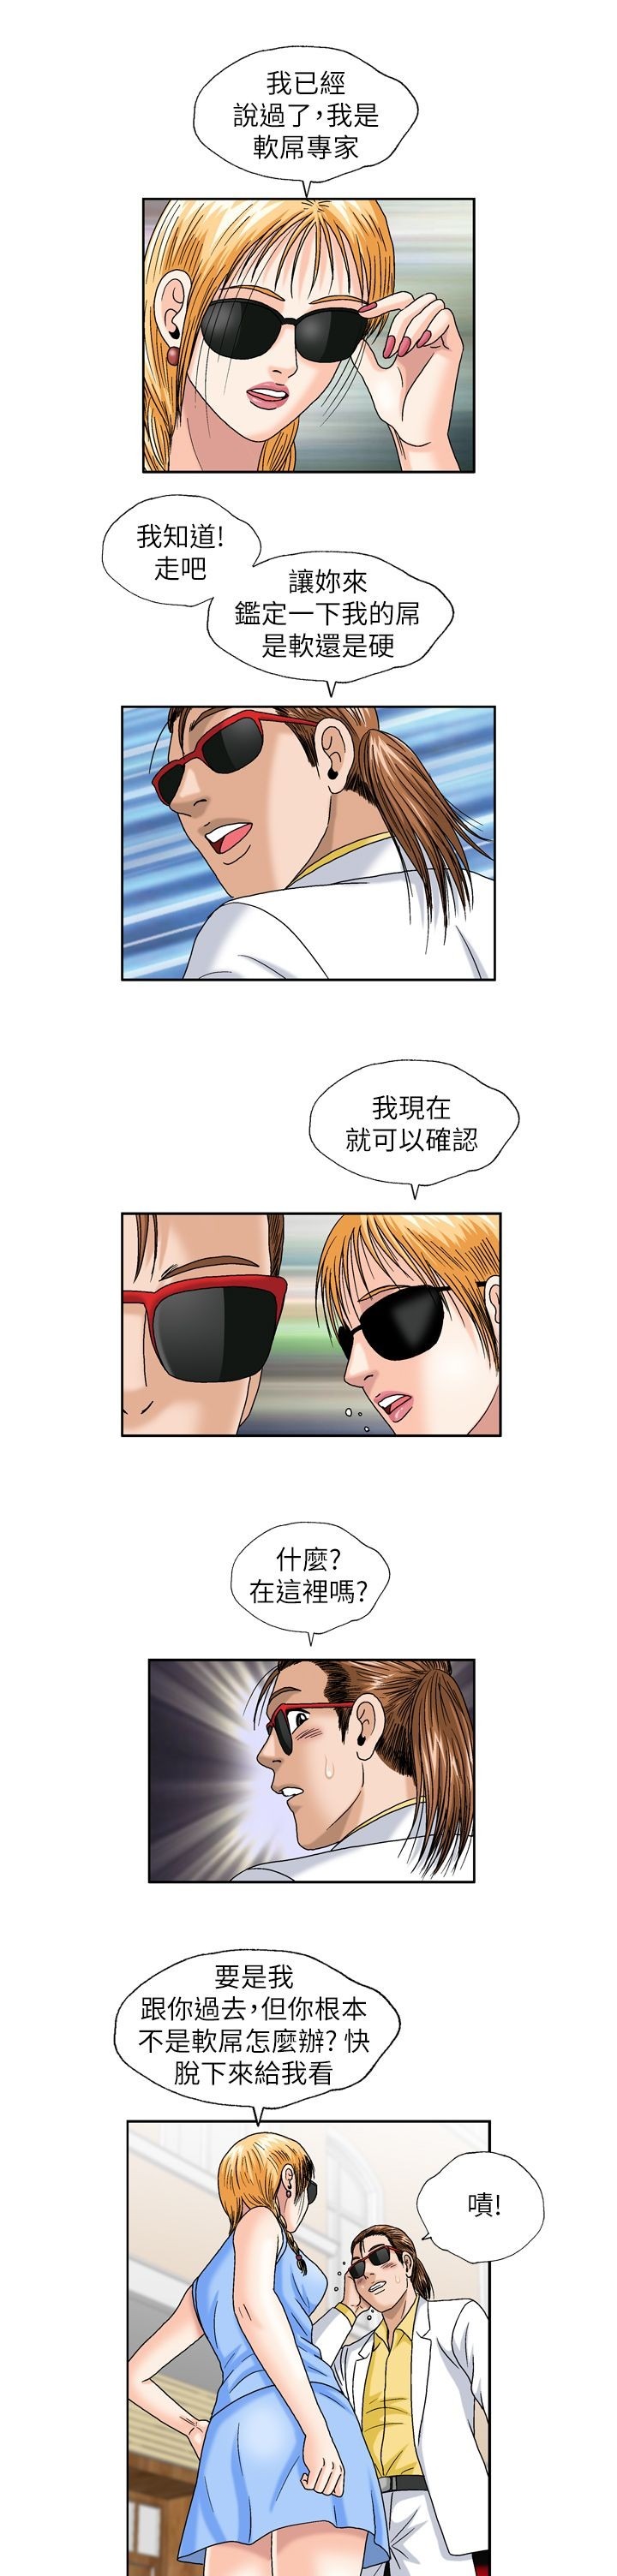 我已經
說過了,我是
軟屌專家
我知道!
走吧
讓妳來
鑑定一下我的屌
是軟還是硬
我現在
就可以確認
什麼?
在這裡嗎?
要是我
跟你過去,但你根本
不是軟屌怎麼辦? 快
脫下來給我看
嘖!